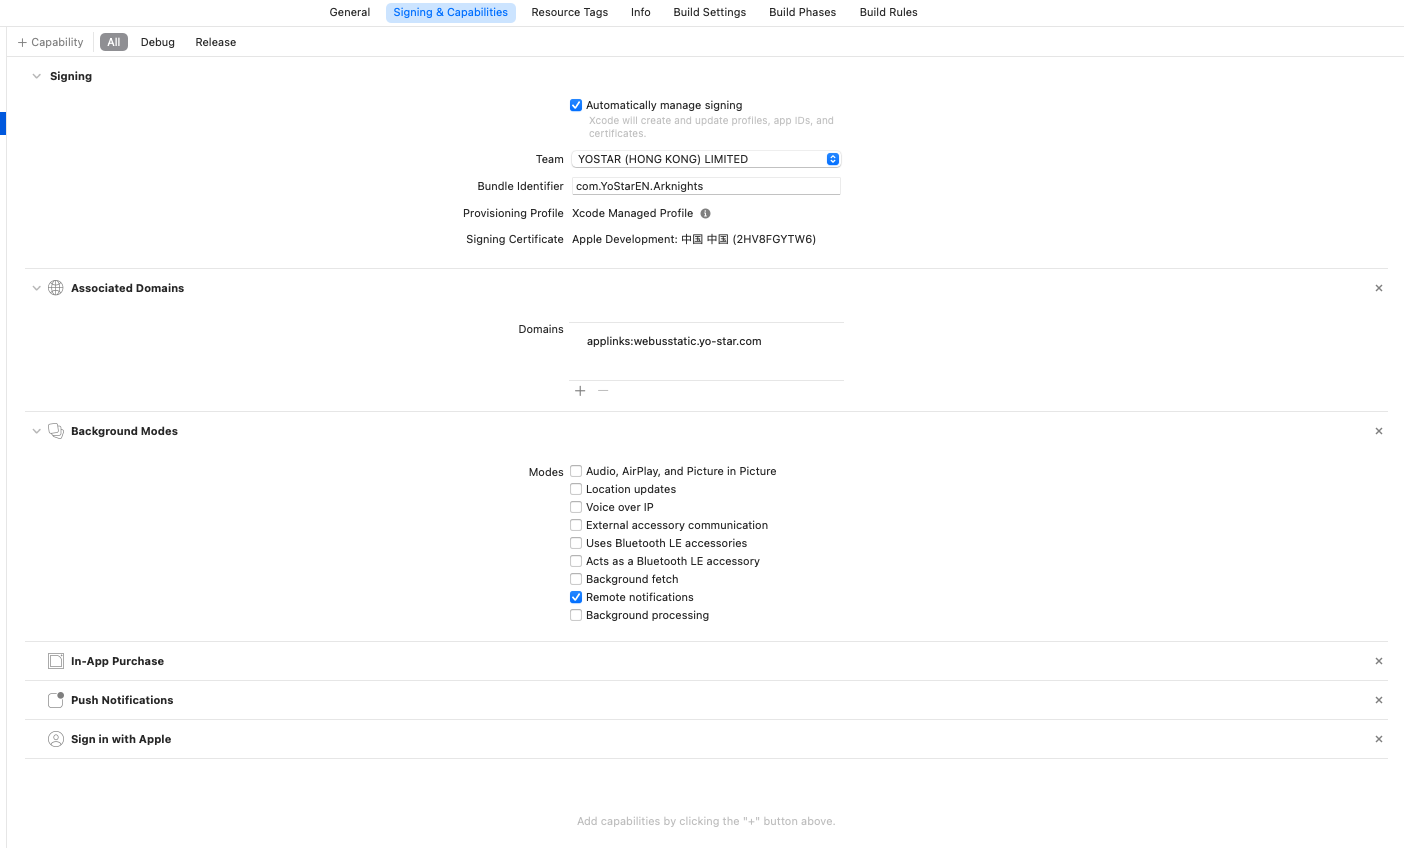 General Signing & Capabilities Resource Tags Info Build Settings Build Phases Build Rules
+ Capability All Debug Release
Signing
Automatically manage signing
Xcode will create and update profiles, app IDs, and
certificates.
Team YOSTAR (HONG KONG) LIMITED
Bundle Identifier com.YoStarEN.Arknights
Provisioning Profile Xcode Managed Profile
Signing Certificate Apple Development: 中国 中国 (2HV8FGYTW6)
Associated Domains
Domains
applinks:webusstatic.yo-star.com
Background Modes
Modes Audio, AirPlay, and Picture in Picture
Location updates
Voice over IP
External accessory communication
Uses Bluetooth LE accessories
Acts as a Bluetooth LE accessory
Background fetch
Remote notifications
Background processing
In-App Purchase
Push Notifications
Sign in with Apple
Add capabilities by clicking the "+" button above.